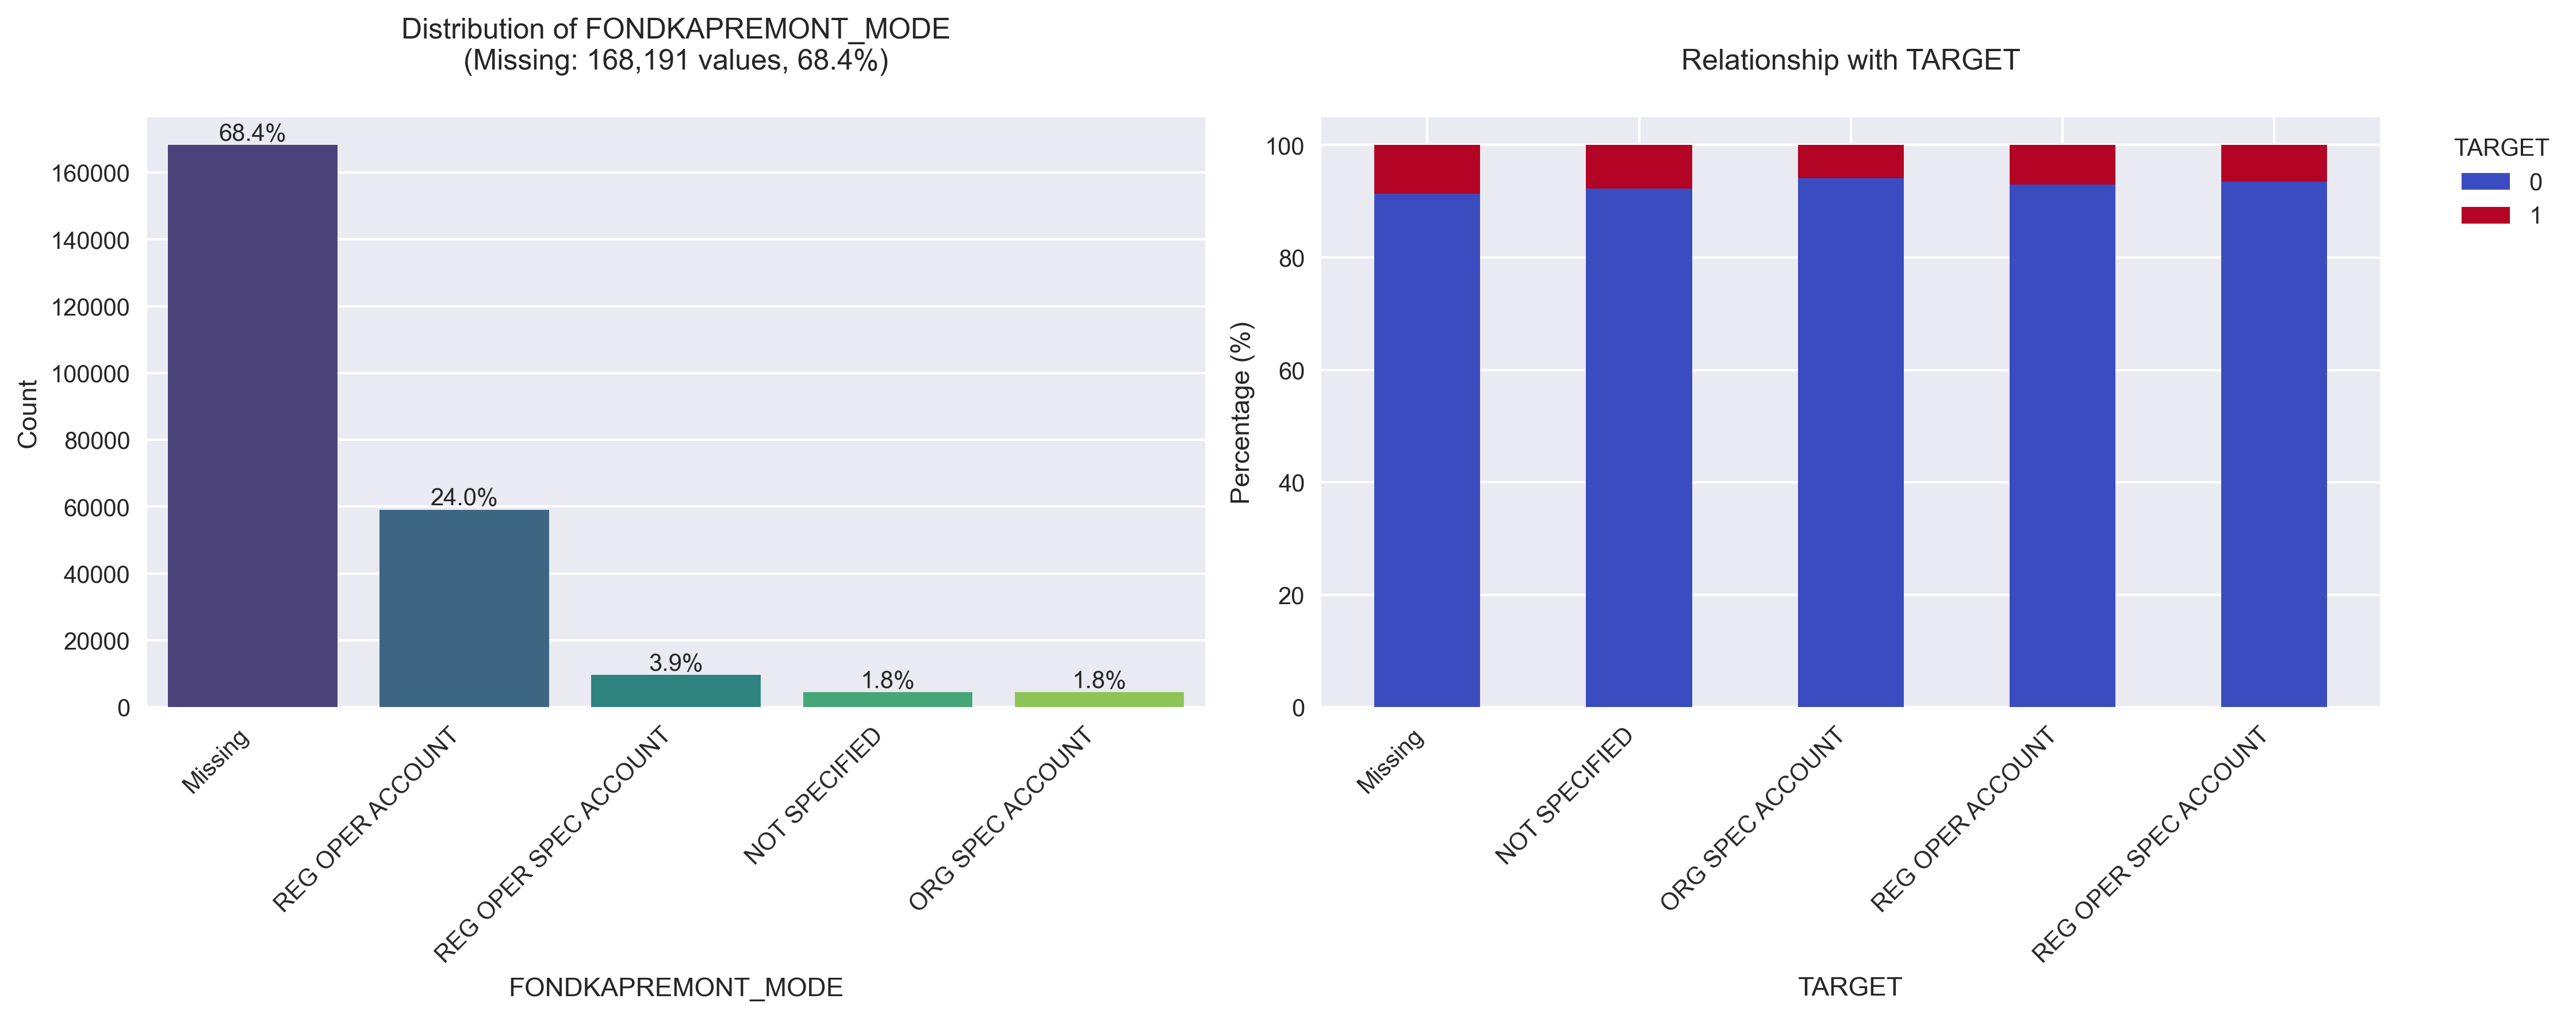 Distribution of FONDKAPREMONT_MODE
(Missing: 168,191 values, 68.4%)
Count
160000
140000
120000
100000
80000
60000
40000
20000
0
68.4%
24.0%
3.9%
1.8%
1.8%
Missing
REG OPER ACCOUNT
REG OPER SPEC ACCOUNT
NOT SPECIFIED
ORG SPEC ACCOUNT
FONDKAPREMONT_MODE
Relationship with TARGET
Percentage (%)
100
80
60
40
20
0
Missing
NOT SPECIFIED
ORG SPEC ACCOUNT
REG OPER ACCOUNT
REG OPER SPEC ACCOUNT
TARGET
TARGET
0
1